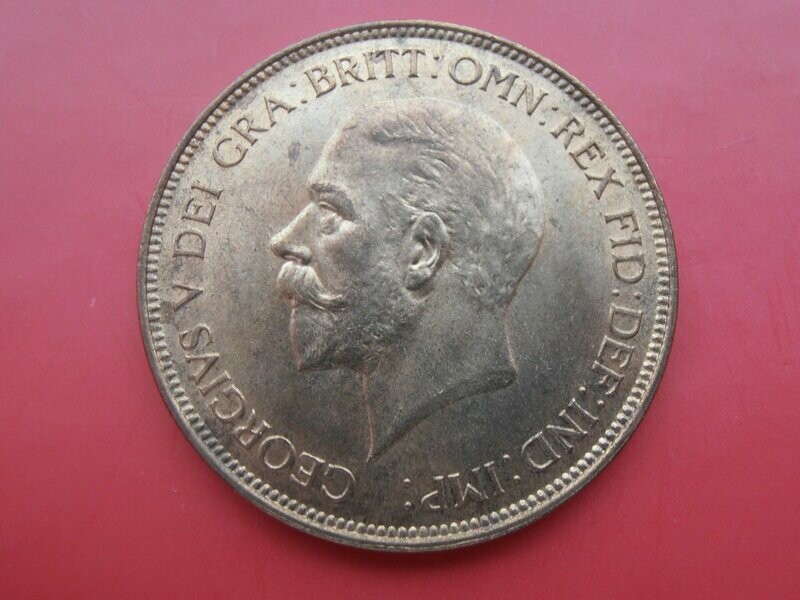 GEORGIVS V DEI GRA: BRITT: OMN: REX FID: DEF: IND: IMP: